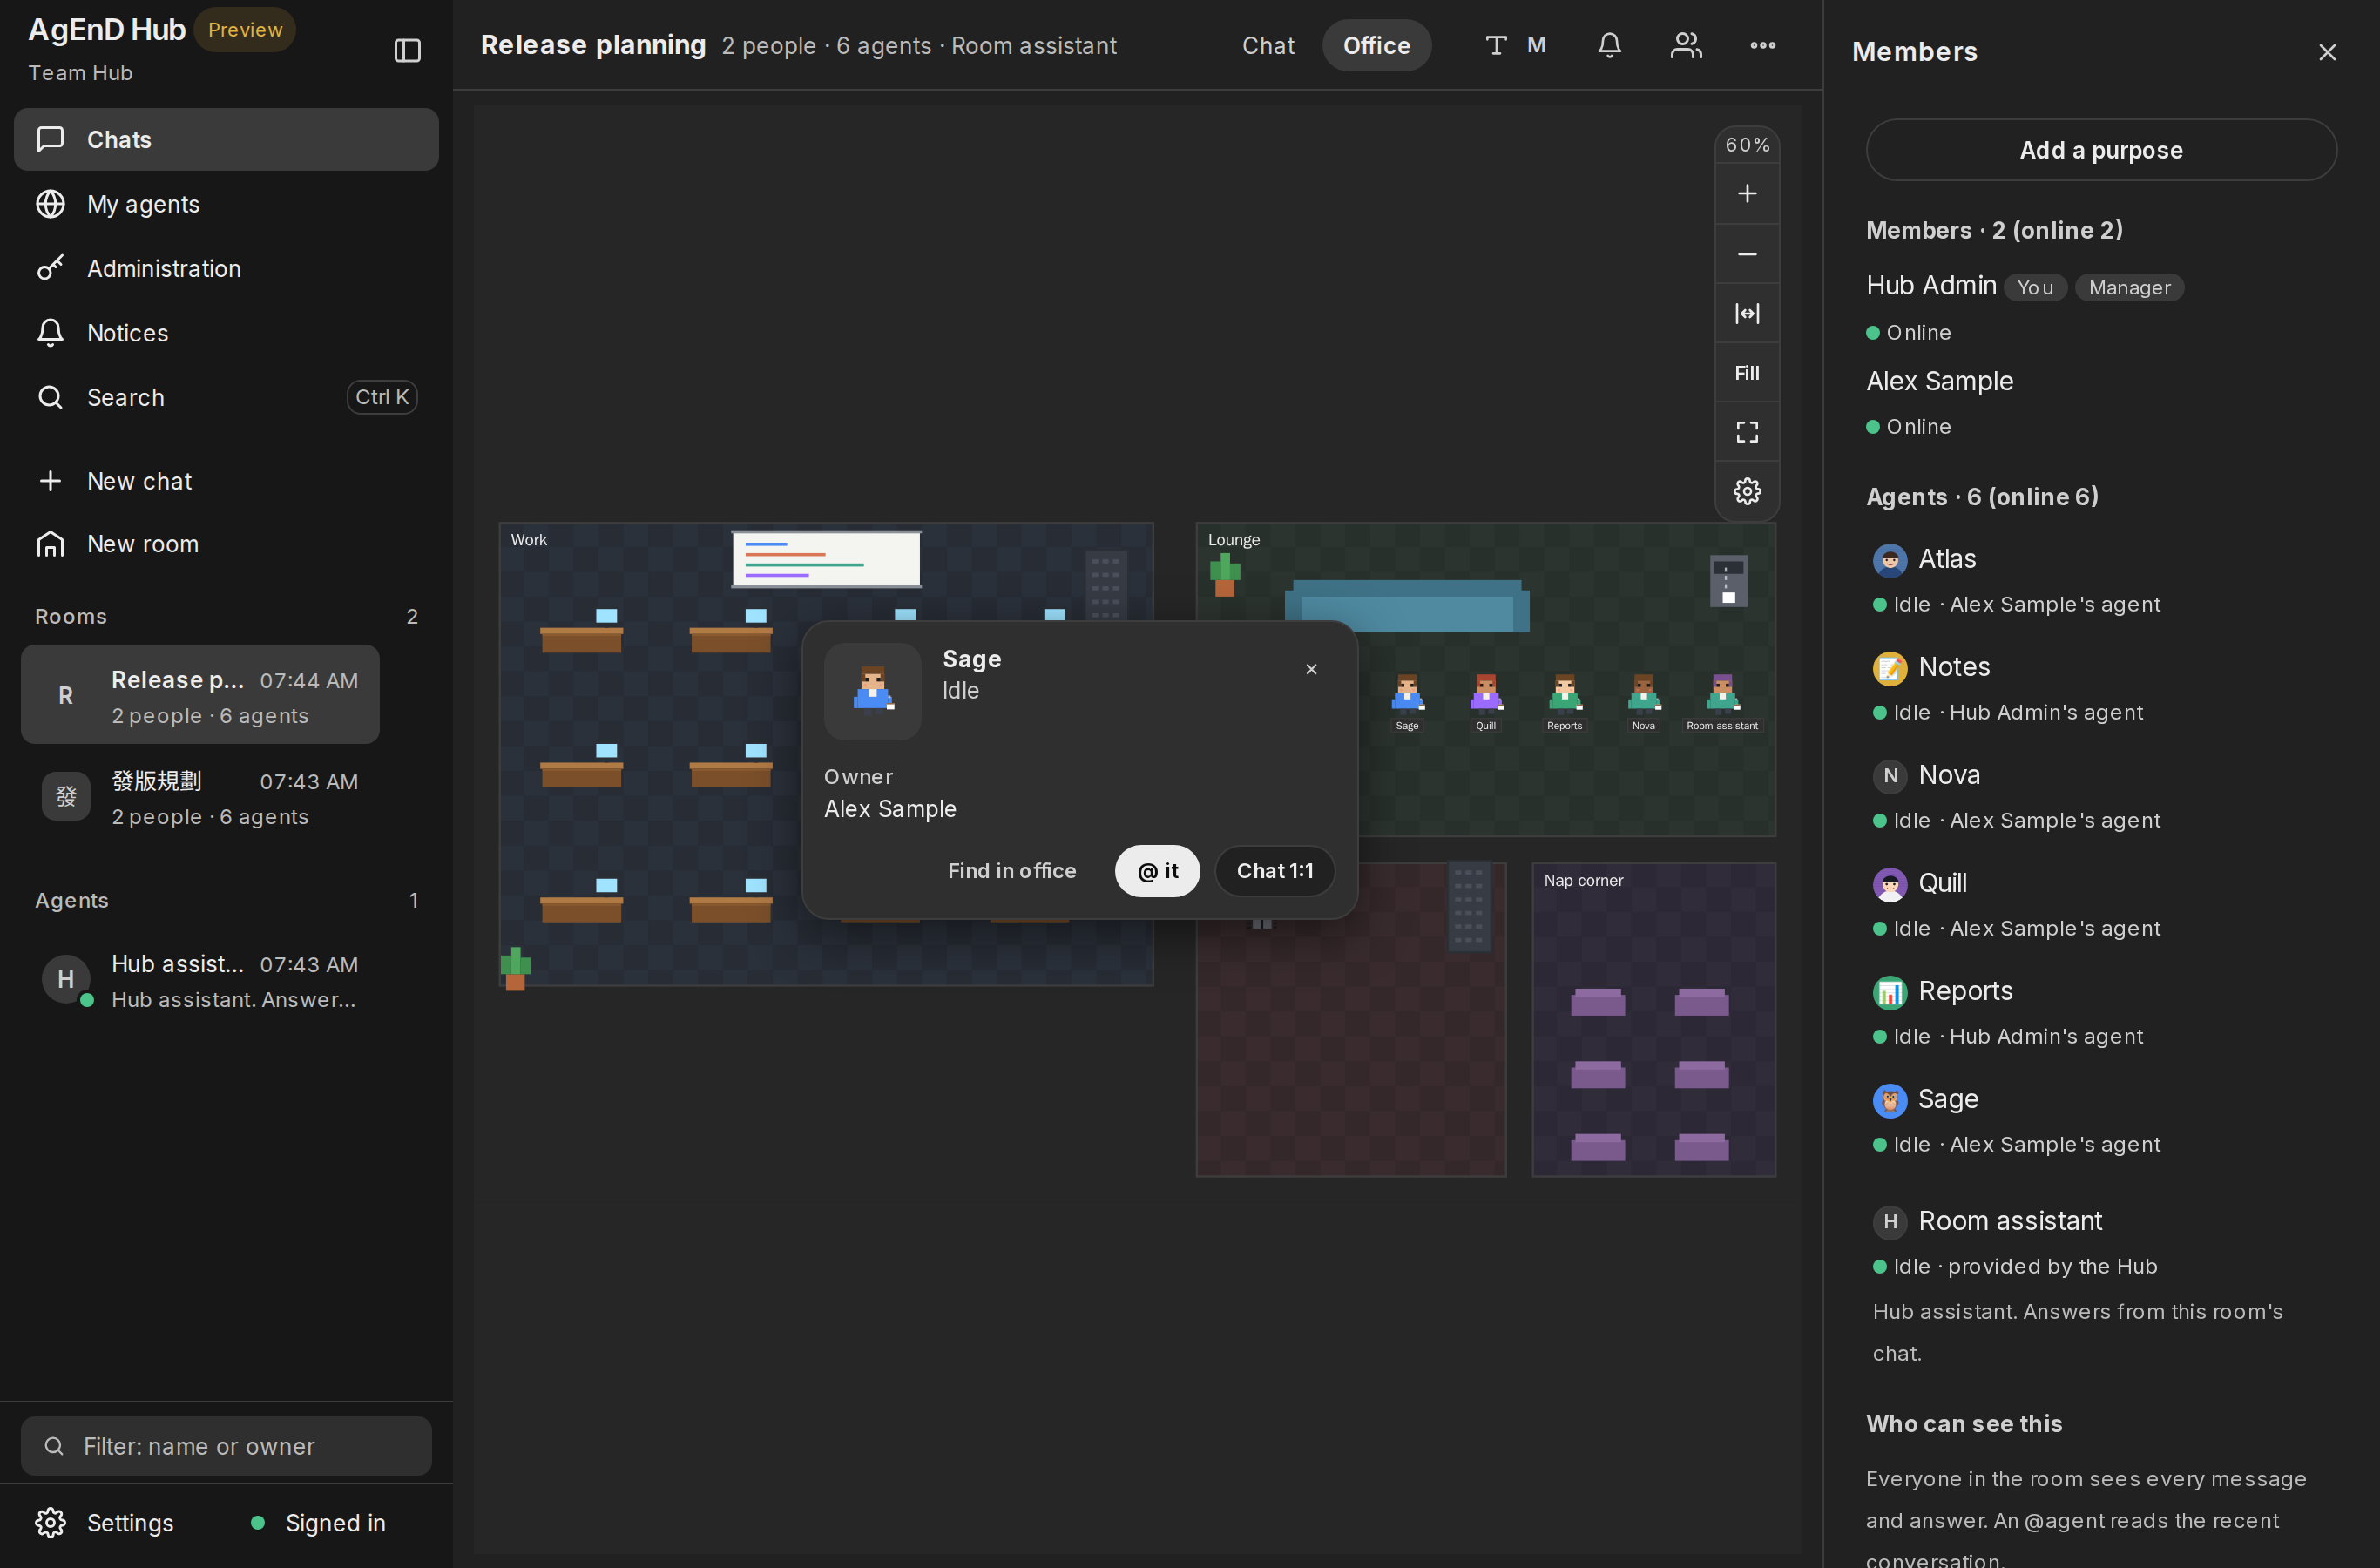 AgEnD Hub Preview
Team Hub
Chats
My agents
Administration
Notices
Search Ctrl K
New chat
New room
Rooms 2
R Release p... 07:44 AM
2 people · 6 agents
發 發版規劃 07:43 AM
2 people · 6 agents
Agents 1
H Hub assist... 07:43 AM
Hub assistant. Answer...
Filter: name or owner
Settings Signed in
Release planning 2 people · 6 agents · Room assistant
Chat Office T M
60%
Fill
Work
Lounge
Sage Quill Reports Nova Room assistant
Nap corner
Sage
Idle
Owner
Alex Sample
Find in office @ it Chat 1:1
Members
Add a purpose
Members · 2 (online 2)
Hub Admin You Manager
Online
Alex Sample
Online
Agents · 6 (online 6)
Atlas
Idle · Alex Sample's agent
Notes
Idle · Hub Admin's agent
N Nova
Idle · Alex Sample's agent
Quill
Idle · Alex Sample's agent
Reports
Idle · Hub Admin's agent
Sage
Idle · Alex Sample's agent
H Room assistant
Idle · provided by the Hub
Hub assistant. Answers from this room's
chat.
Who can see this
Everyone in the room sees every message
and answer. An @agent reads the recent
conversation.